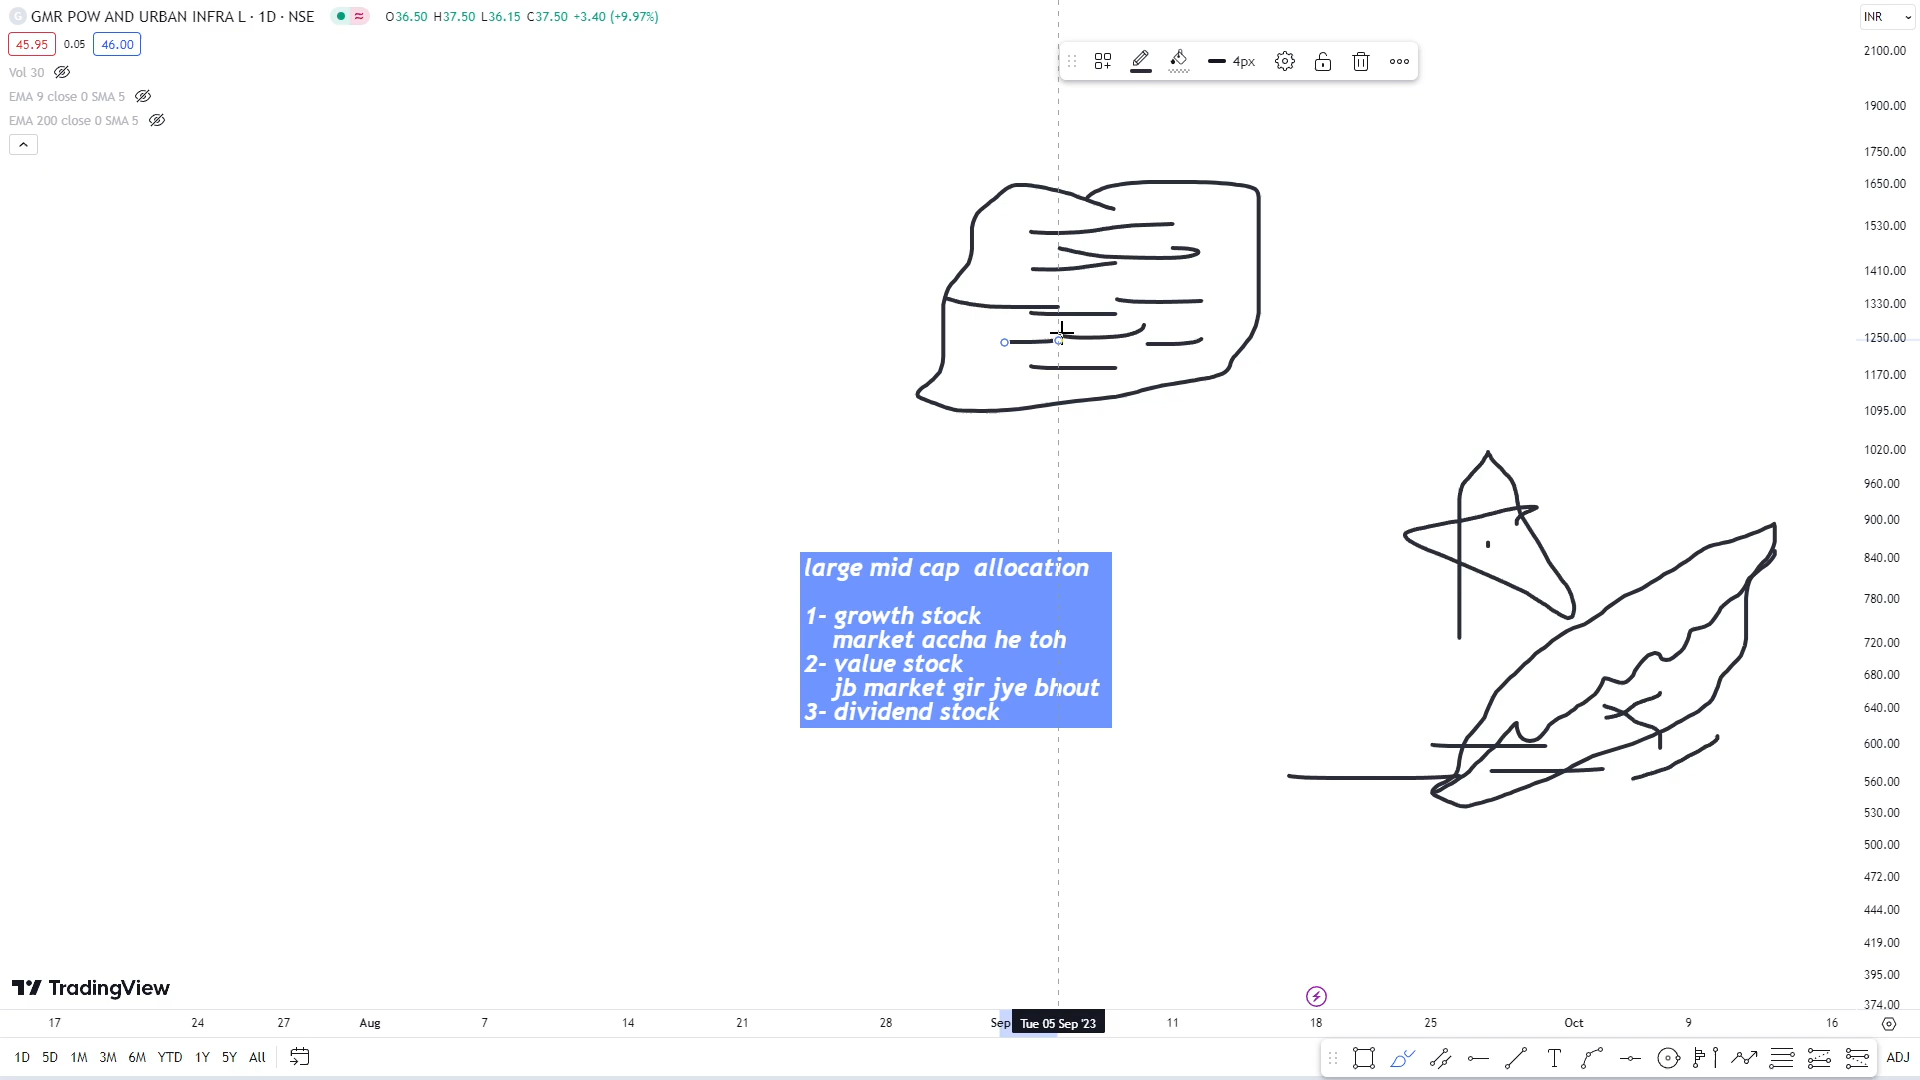 GMR POW AND URBAN INFRA L · 1D · NSE
O36.50 H37.50 L36.15 C37.50 +3.40 (+9.97%)
INR
45.95 0.05 46.00
Vol 30
EMA 9 close 0 SMA 5
EMA 200 close 0 SMA 5
4px
2100.00
1900.00
1750.00
1650.00
1530.00
1410.00
1330.00
1250.00
1170.00
1095.00
1020.00
960.00
900.00
840.00
780.00
720.00
680.00
640.00
600.00
560.00
530.00
500.00
472.00
444.00
419.00
395.00
374.00
large mid cap allocation
1- growth stock
market accha he toh
2- value stock
jb market gir jye bhout
3- dividend stock
TradingView
17 24 27 Aug 7 14 21 28 Sep Tue 05 Sep '23 11 18 25 Oct 9 16
1D 5D 1M 3M 6M YTD 1Y 5Y All
ADJ